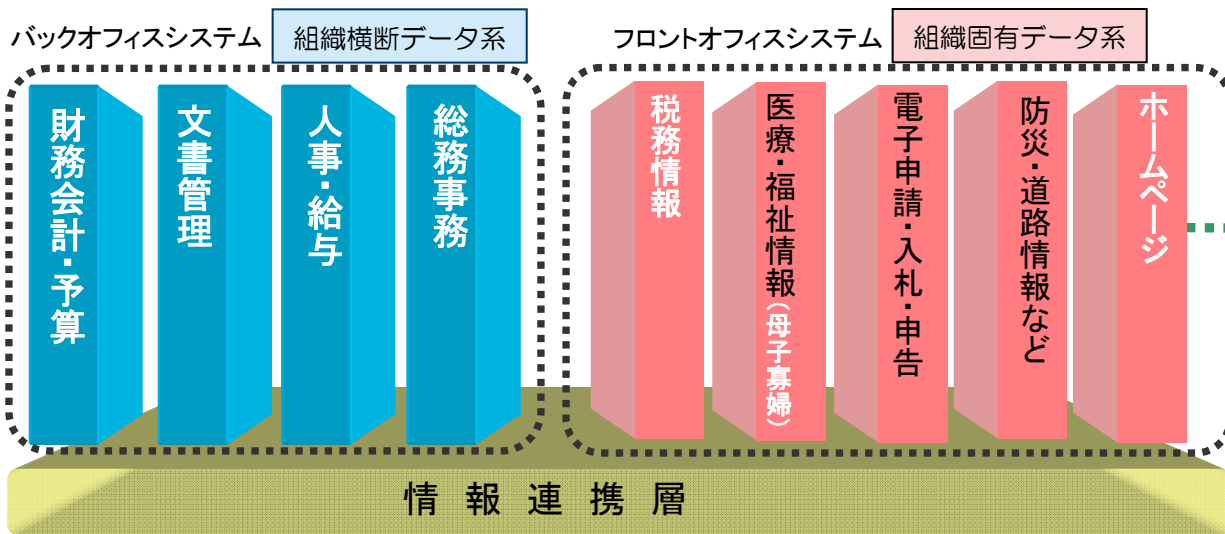 バックオフィスシステム
組織横断データ系
フロントオフィスシステム
組織固有データ系
財務会計・予算
文書管理
人事・給与
総務事務
税務情報
医療・福祉情報(母子寡婦)
電子申請・入札・申告
防災・道路情報など
ホームページ
情報連携層